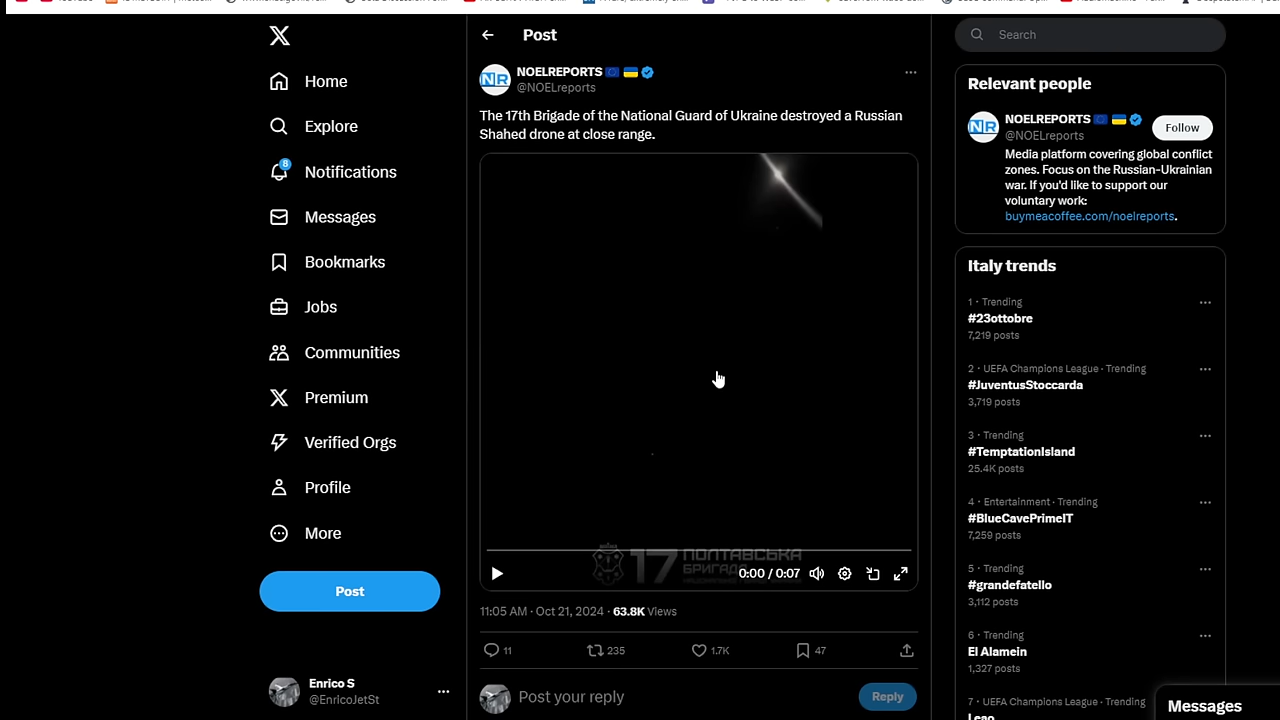 Post
NOELREPORTS
@NOELreports
The 17th Brigade of the National Guard of Ukraine destroyed a Russian
Shahed drone at close range.
17 ПОЛТАВСЬКА
БРИГАДА
0:00 / 0:07
11:05 AM · Oct 21, 2024 · 63.8K Views
11
235
1.7K
47
Post your reply
Reply
Home
Explore
8
Notifications
Messages
Bookmarks
Jobs
Communities
Premium
Verified Orgs
Profile
More
Post
Enrico S
@EnricoJetSt
Search
Relevant people
NOELREPORTS
@NOELreports
Follow
Media platform covering global conflict
zones. Focus on the Russian-Ukrainian
war. If you'd like to support our
voluntary work:
buymeacoffee.com/noelreports.
Italy trends
1 · Trending
#23ottobre
7,219 posts
2 · UEFA Champions League · Trending
#JuventusStoccarda
3,719 posts
3 · Trending
#TemptationIsland
25.4K posts
4 · Entertainment · Trending
#BlueCavePrimeIT
7,259 posts
5 · Trending
#grandefatello
3,112 posts
6 · Trending
El Alamein
1,327 posts
7 · UEFA Champions League · Trending
Messages